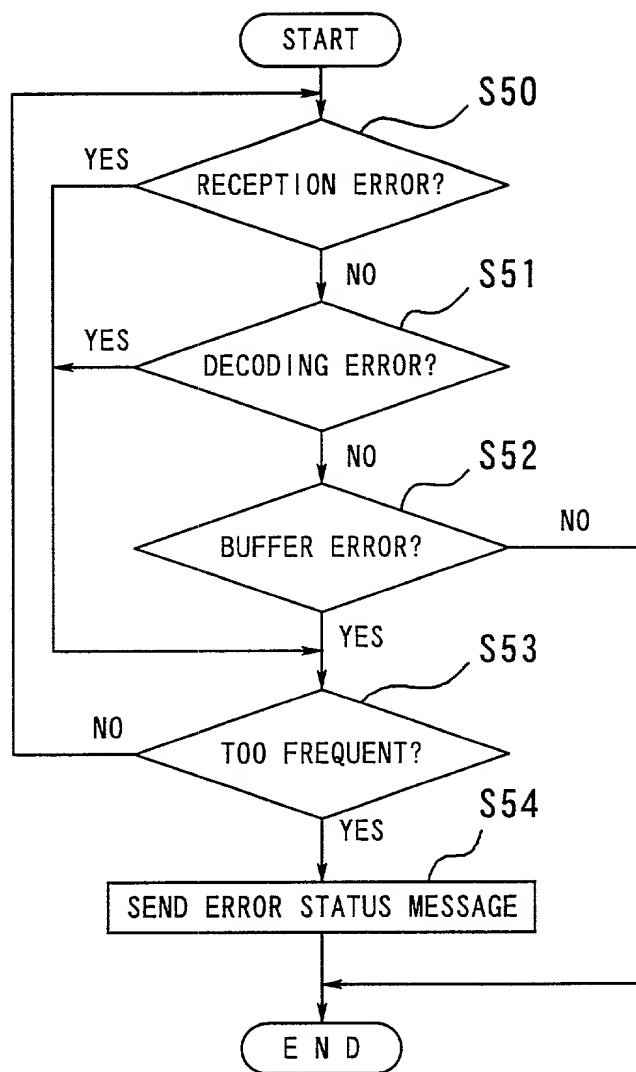 START
S50
YES
RECEPTION ERROR?
NO
S51
YES
DECODING ERROR?
NO
S52
NO
BUFFER ERROR?
YES
S53
NO
TOO FREQUENT?
YES
S54
SEND ERROR STATUS MESSAGE
E N D